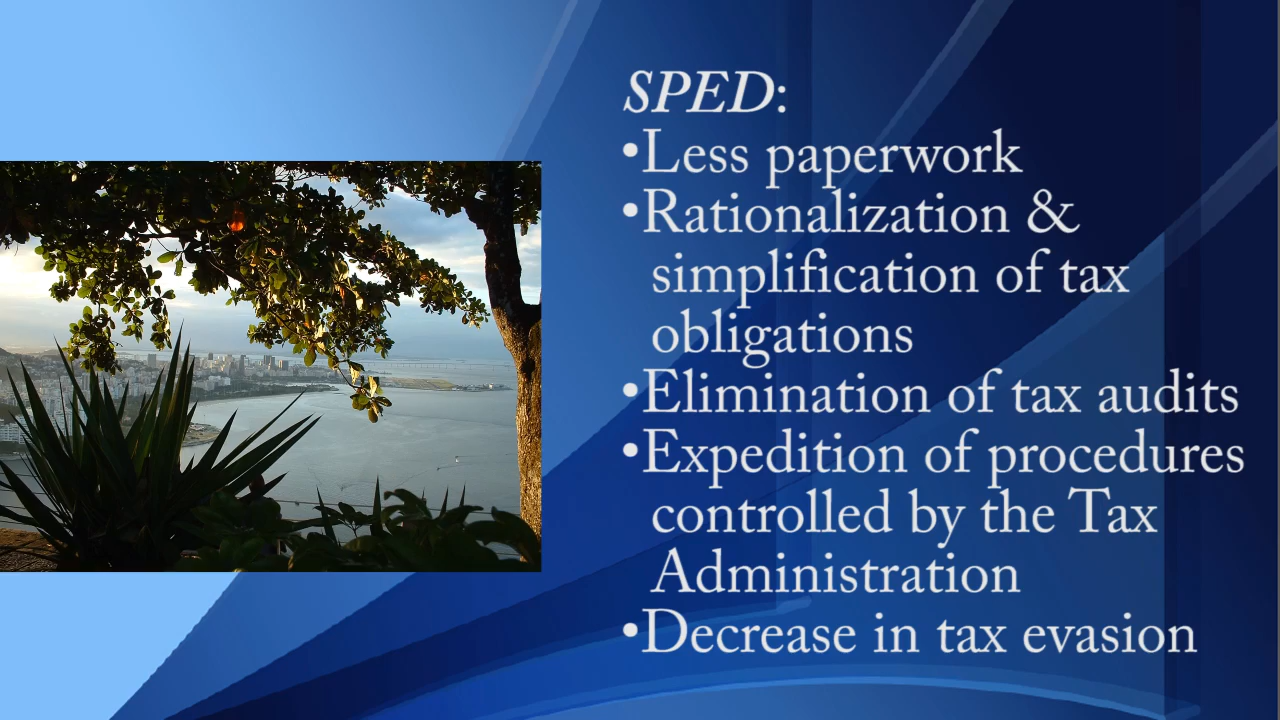 SPED:
•Less paperwork
•Rationalization &
simplification of tax
obligations
•Elimination of tax audits
•Expedition of procedures
controlled by the Tax
Administration
•Decrease in tax evasion